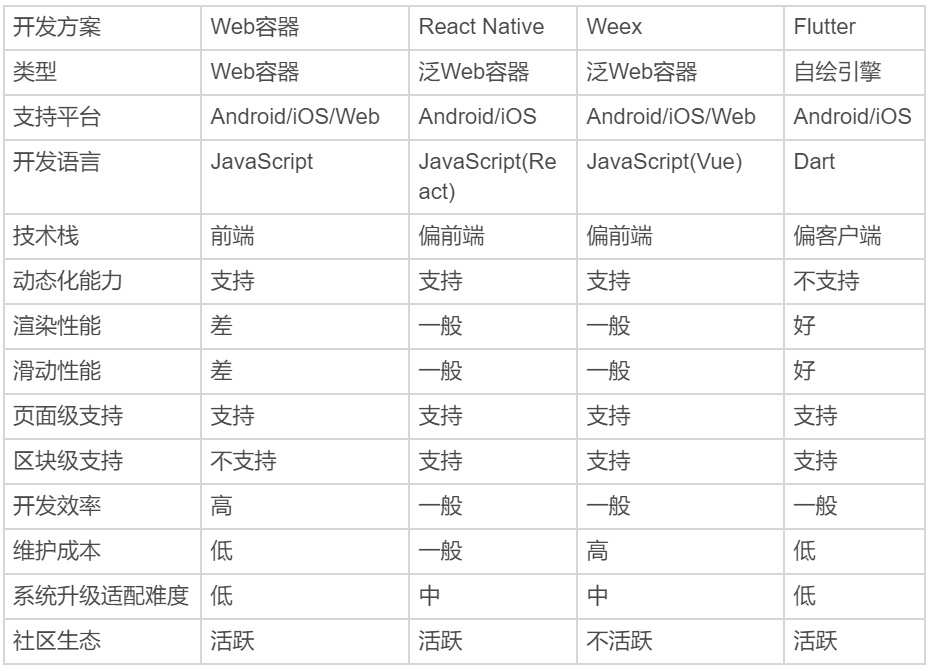 开发方案 Web容器 React Native Weex Flutter
类型 Web容器 泛Web容器 泛Web容器 自绘引擎
支持平台 Android/iOS/Web Android/iOS Android/iOS/Web Android/iOS
开发语言 JavaScript JavaScript(Re JavaScript(Vue) Dart
act)
技术栈 前端 偏前端 偏前端 偏客户端
动态化能力 支持 支持 支持 不支持
渲染性能 差 一般 一般 好
滑动性能 差 一般 一般 好
页面级支持 支持 支持 支持 支持
区块级支持 不支持 支持 支持 支持
开发效率 高 一般 一般 一般
维护成本 低 一般 高 低
系统升级适配难度 低 中 中 低
社区生态 活跃 活跃 不活跃 活跃